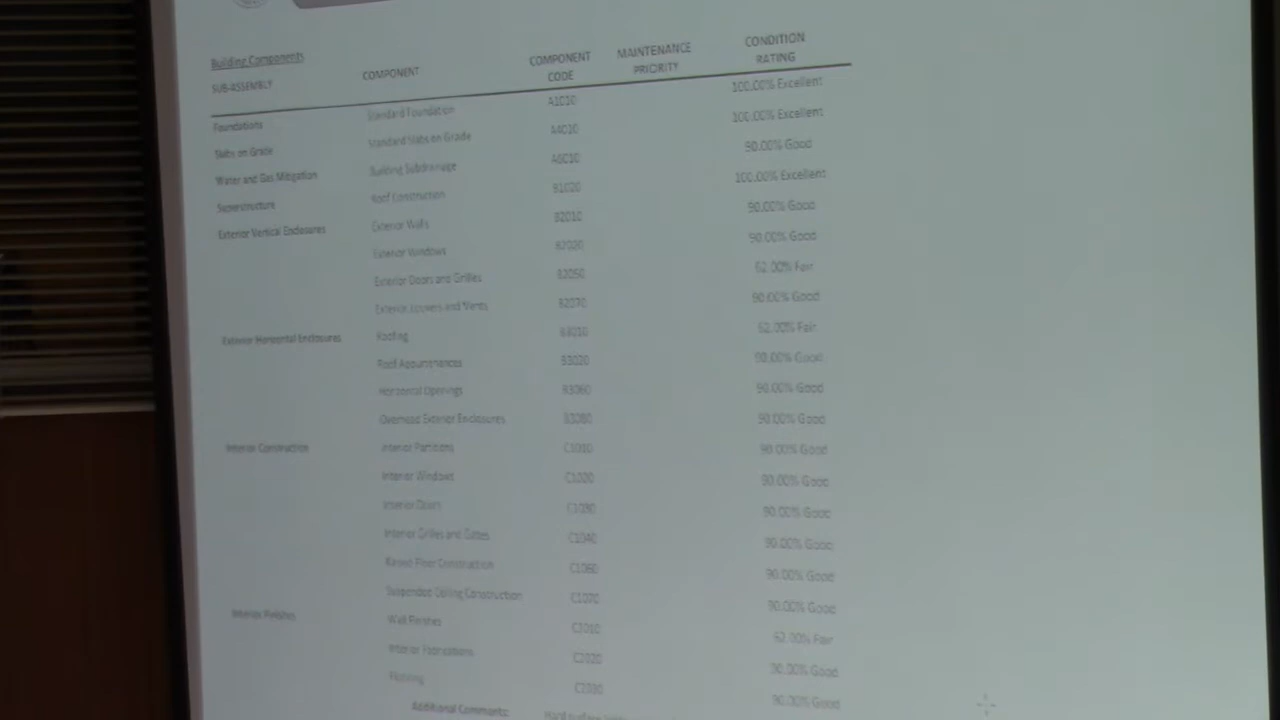 Building Components
SUB-ASSEMBLY COMPONENT COMPONENT CODE MAINTENANCE PRIORITY CONDITION RATING
Foundations Standard Foundation A1010 100.00% Excellent
Slabs on Grade Standard Slabs on Grade A4010 100.00% Excellent
Water and Gas Mitigation Building Subdrainage A6010 90.00% Good
Superstructure Roof Construction B1020 100.00% Excellent
Exterior Vertical Enclosures Exterior Walls B2010 90.00% Good
Exterior Windows B2020 90.00% Good
Exterior Doors and Grilles B2050 62.00% Fair
Exterior Louvers and Vents B2070 90.00% Good
Exterior Horizontal Enclosures Roofing B3010 62.00% Fair
Roof Appurtenances B3020 90.00% Good
Horizontal Openings B3060 90.00% Good
Overhead Exterior Enclosures B3080 90.00% Good
Interior Construction Interior Partitions C1010 90.00% Good
Interior Windows C1020 90.00% Good
Interior Doors C1030 90.00% Good
Interior Grilles and Gates C1040 90.00% Good
Raised Floor Construction C1060 90.00% Good
Suspended Ceiling Construction C1070 90.00% Good
Interior Finishes Wall Finishes C2010 62.00% Fair
Interior Fabrications C2020 90.00% Good
Flooring C2030 90.00% Good
Additional Comments: Hard surface